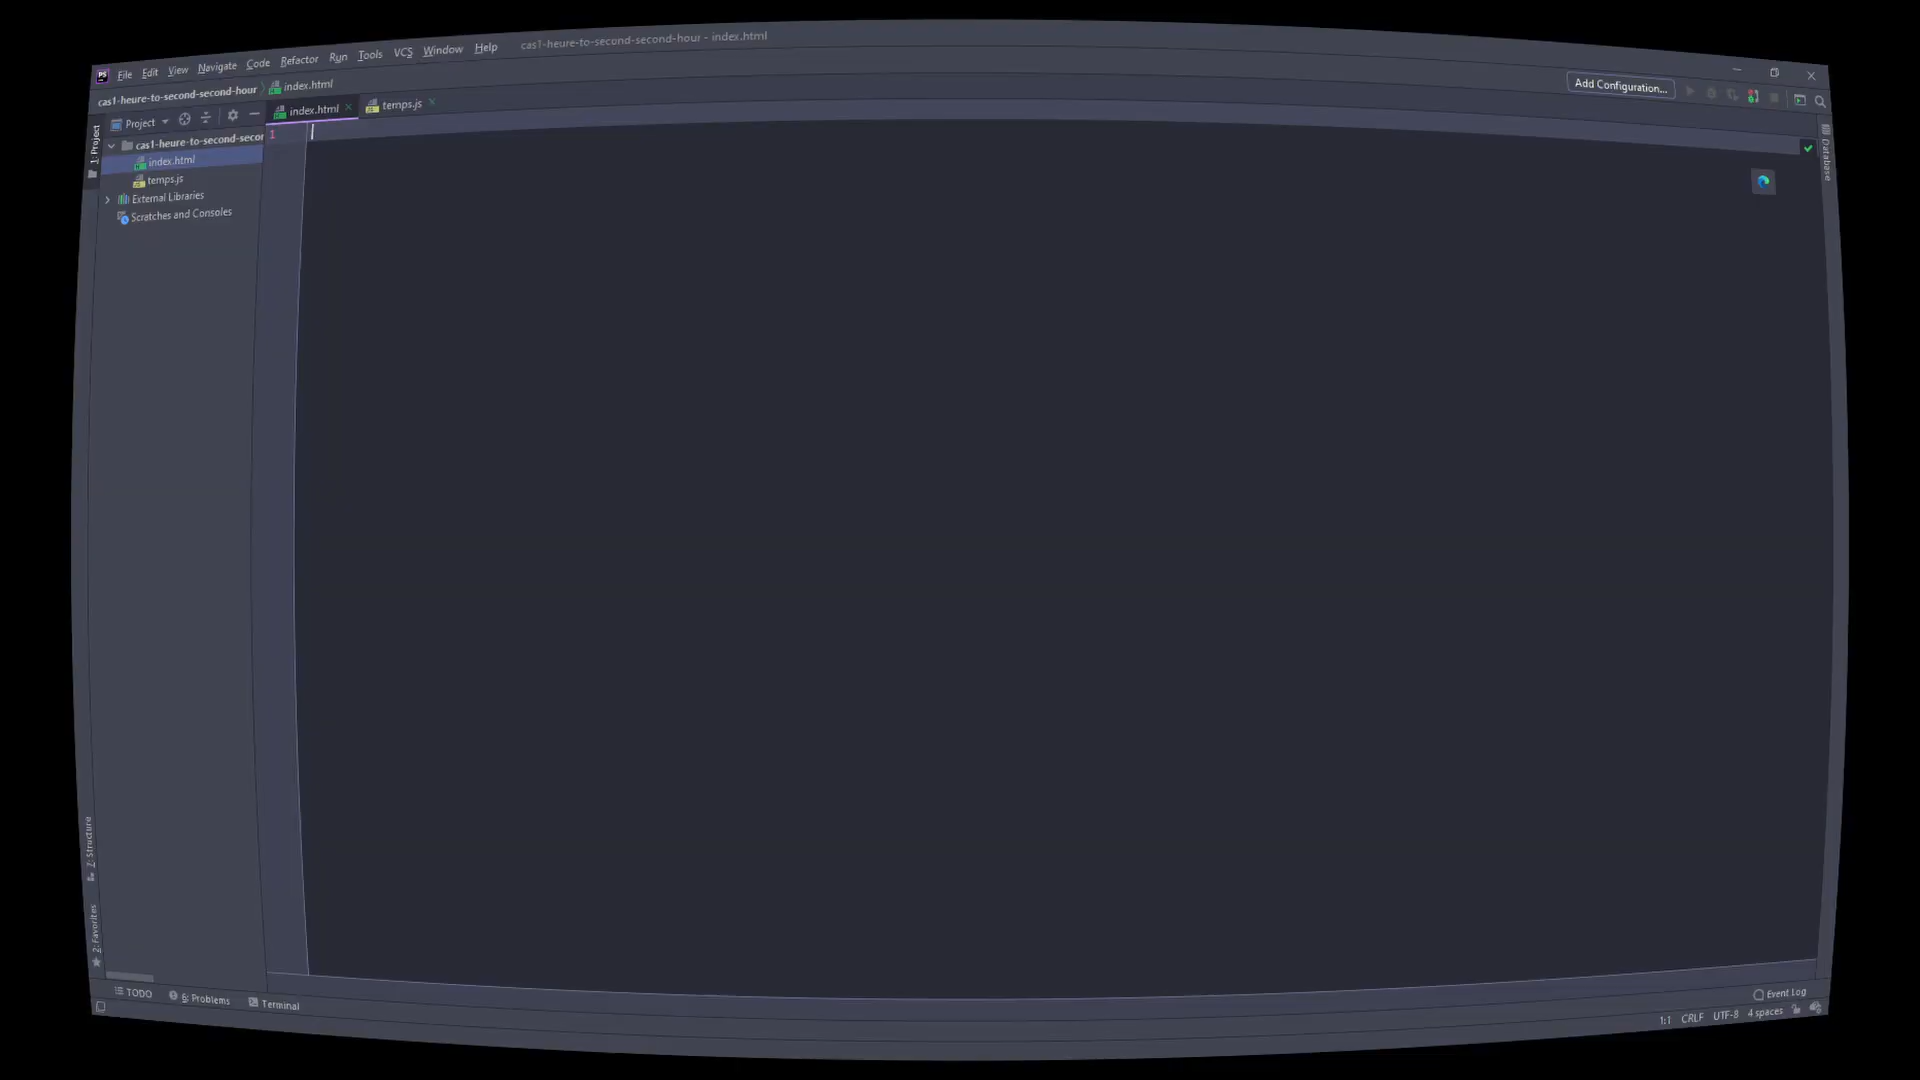 PS File Edit View Navigate Code Refactor Run Tools VCS Window Help cas1-heure-to-second-second-hour - index.html
cas1-heure-to-second-second-hour index.html Add Configuration...
Project index.html temps.js
1
cas1-heure-to-second-secor
index.html
temps.js
External Libraries
Scratches and Consoles
1: Project
Database
7: Structure
2: Favorites
TODO 6: Problems Terminal Event Log
1:1 CRLF UTF-8 4 spaces